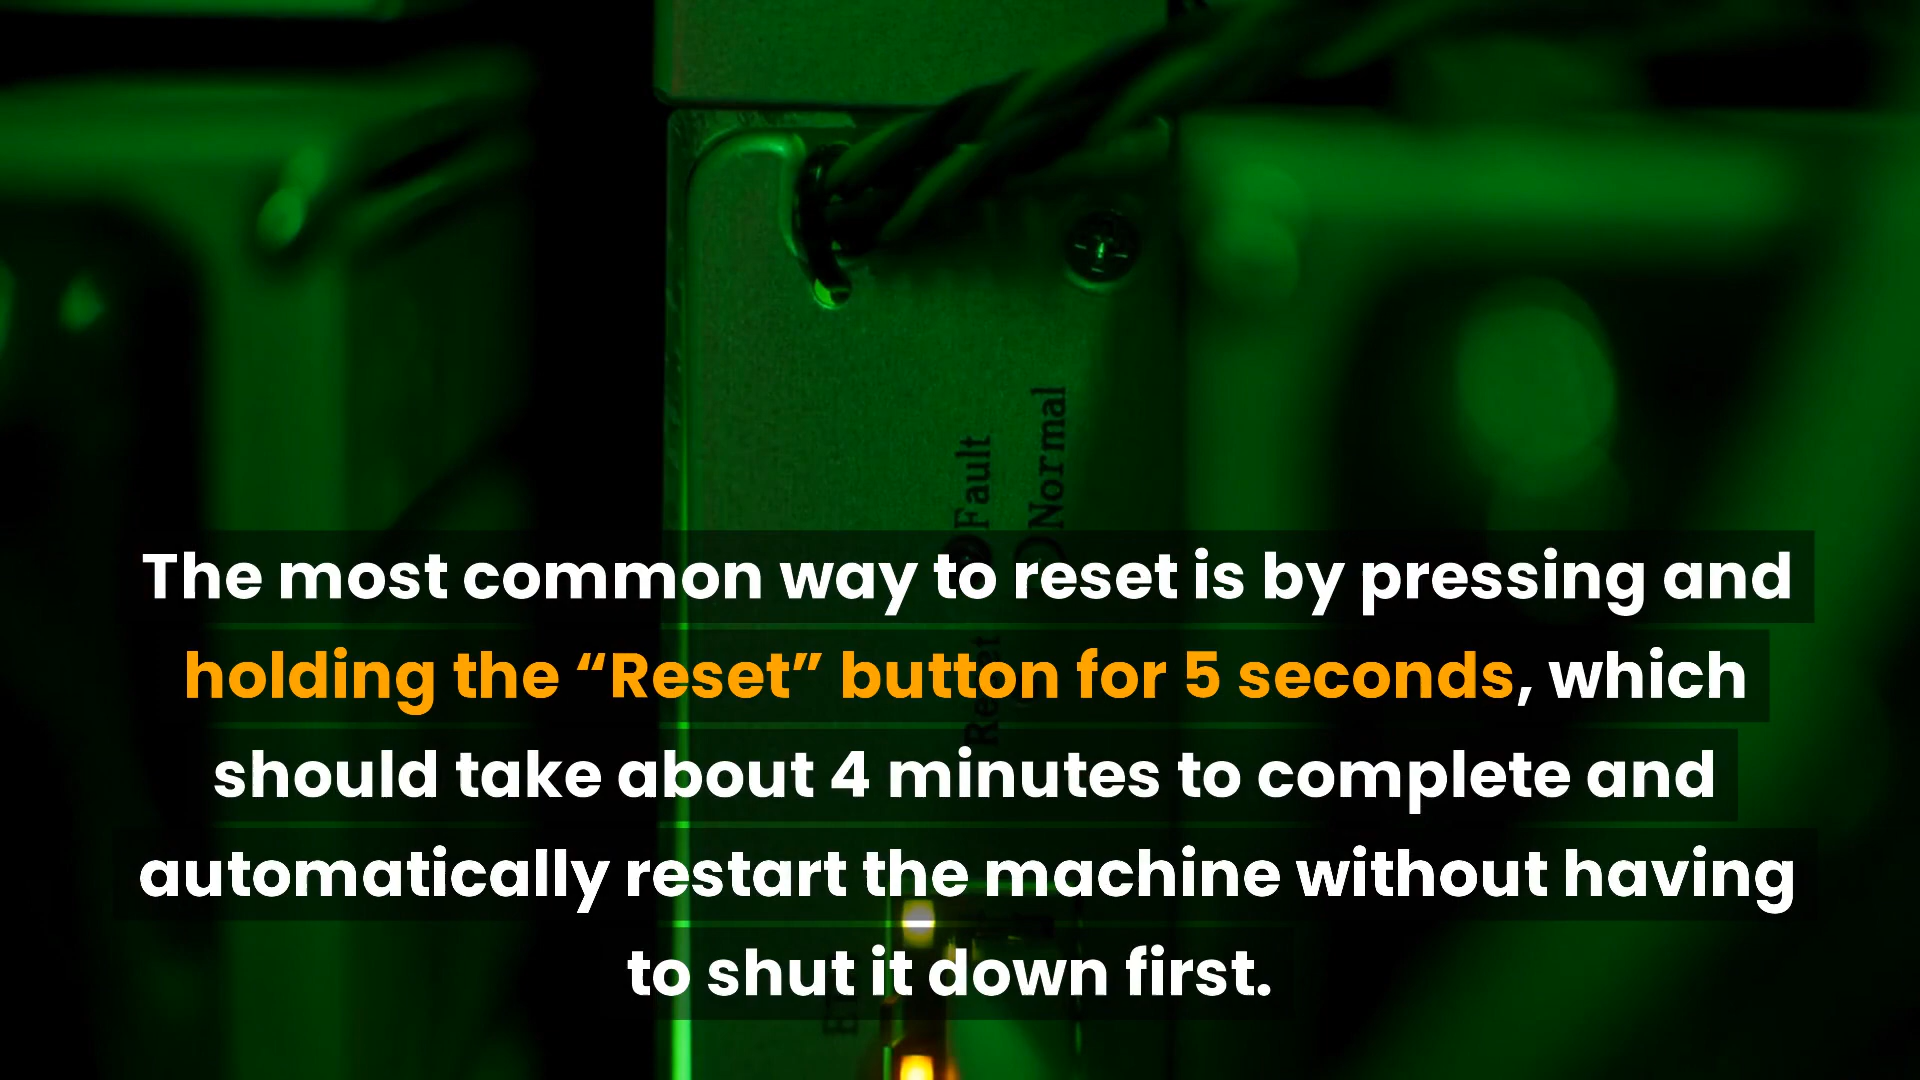 Fault
Normal
Reset
The most common way to reset is by pressing and
holding the “Reset” button for 5 seconds, which
should take about 4 minutes to complete and
automatically restart the machine without having
to shut it down first.